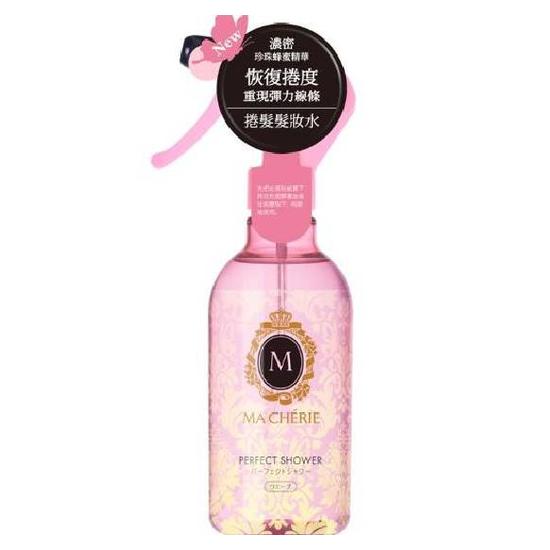 New
濃密
珍珠蜂蜜精華
恢復捲度
重現彈力線條
捲髮髮妝水
M
MA CHÉRIE
PERFECT SHOWER
パーフェクトシャワー
ウェーブ